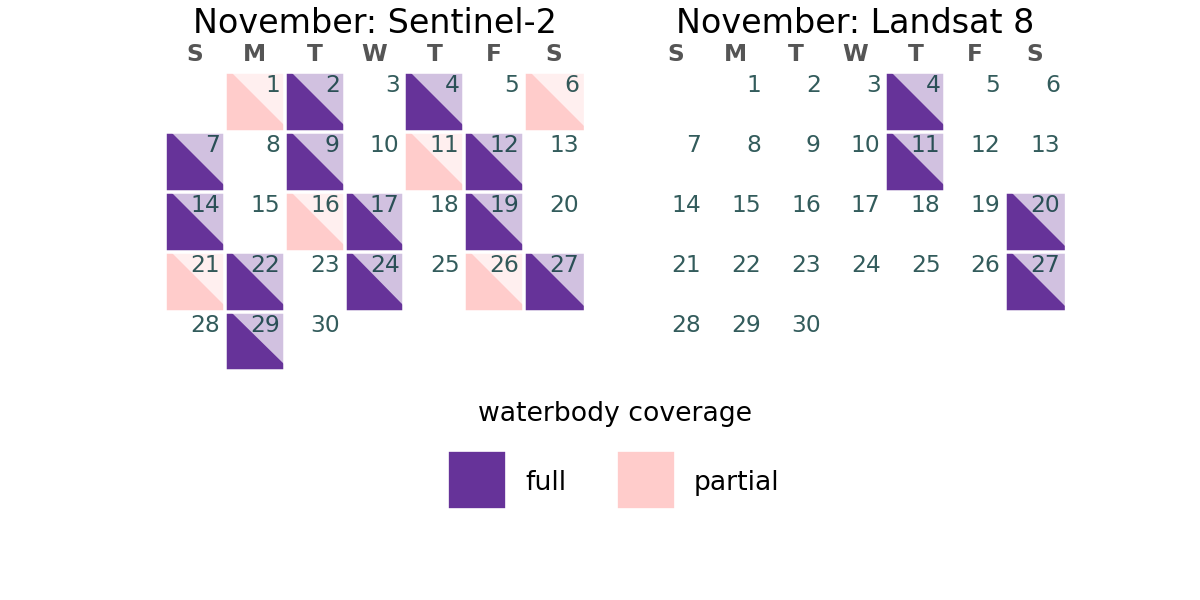 November: Sentinel-2
S M T W T F S
1 2 3 4 5 6
7 8 9 10 11 12 13
14 15 16 17 18 19 20
21 22 23 24 25 26 27
28 29 30
November: Landsat 8
S M T W T F S
1 2 3 4 5 6
7 8 9 10 11 12 13
14 15 16 17 18 19 20
21 22 23 24 25 26 27
28 29 30
waterbody coverage
full partial